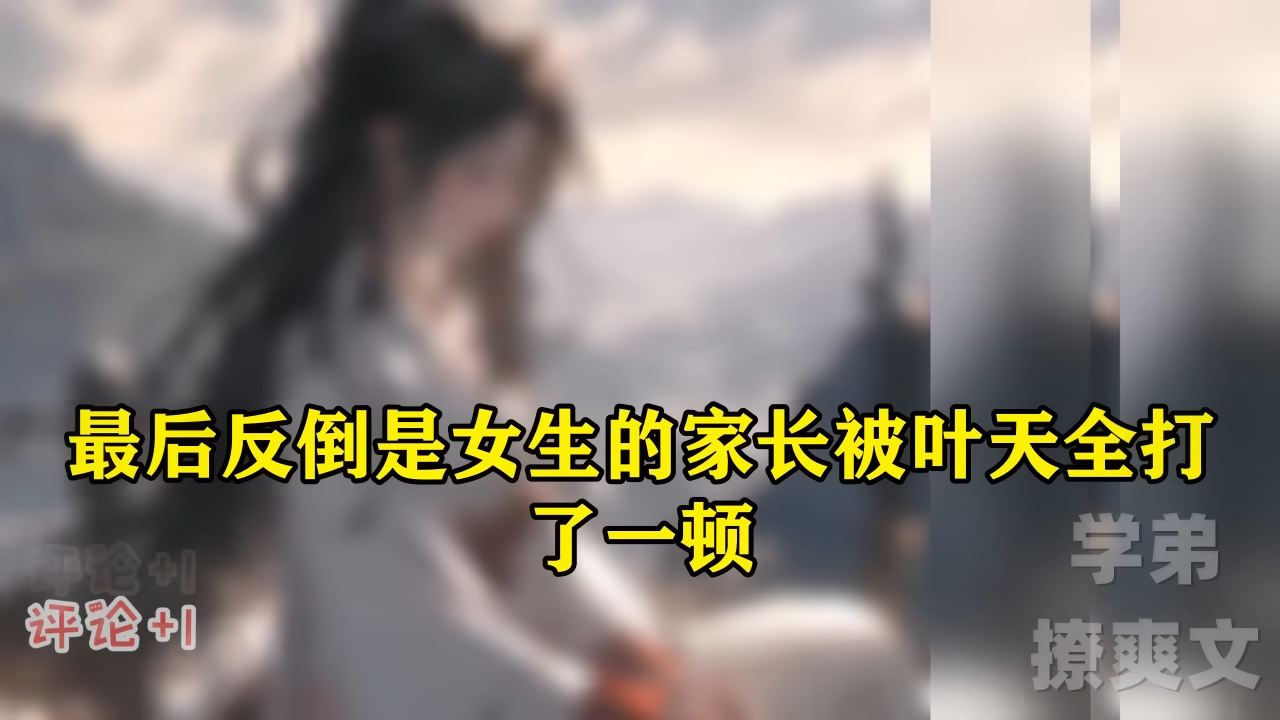 最后反倒是女生的家长被叶天全打
了一顿
学弟
评论+1
评论+1
撩爽文